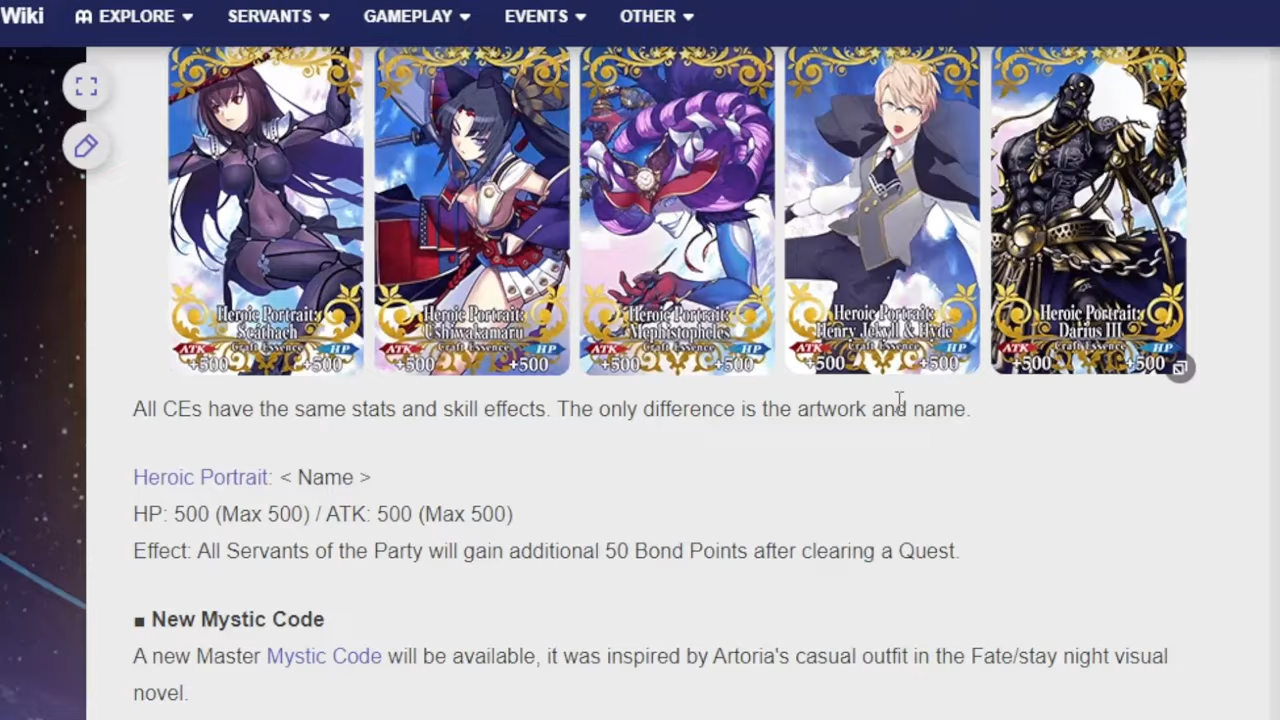 Wiki EXPLORE SERVANTS GAMEPLAY EVENTS OTHER
Heroic Portrait:
Scáthach
Craft Essence
ATK HP
+500 +500
Heroic Portrait:
Ushiwakamaru
Craft Essence
ATK HP
+500 +500
Heroic Portrait:
Mephistopheles
Craft Essence
ATK HP
+500 +500
Heroic Portrait:
Henry Jekyll & Hyde
Craft Essence
ATK HP
+500 +500
Heroic Portrait:
Darius III
Craft Essence
ATK HP
+500 +500
All CEs have the same stats and skill effects. The only difference is the artwork and name.
Heroic Portrait: < Name >
HP: 500 (Max 500) / ATK: 500 (Max 500)
Effect: All Servants of the Party will gain additional 50 Bond Points after clearing a Quest.
■ New Mystic Code
A new Master Mystic Code will be available, it was inspired by Artoria's casual outfit in the Fate/stay night visual
novel.